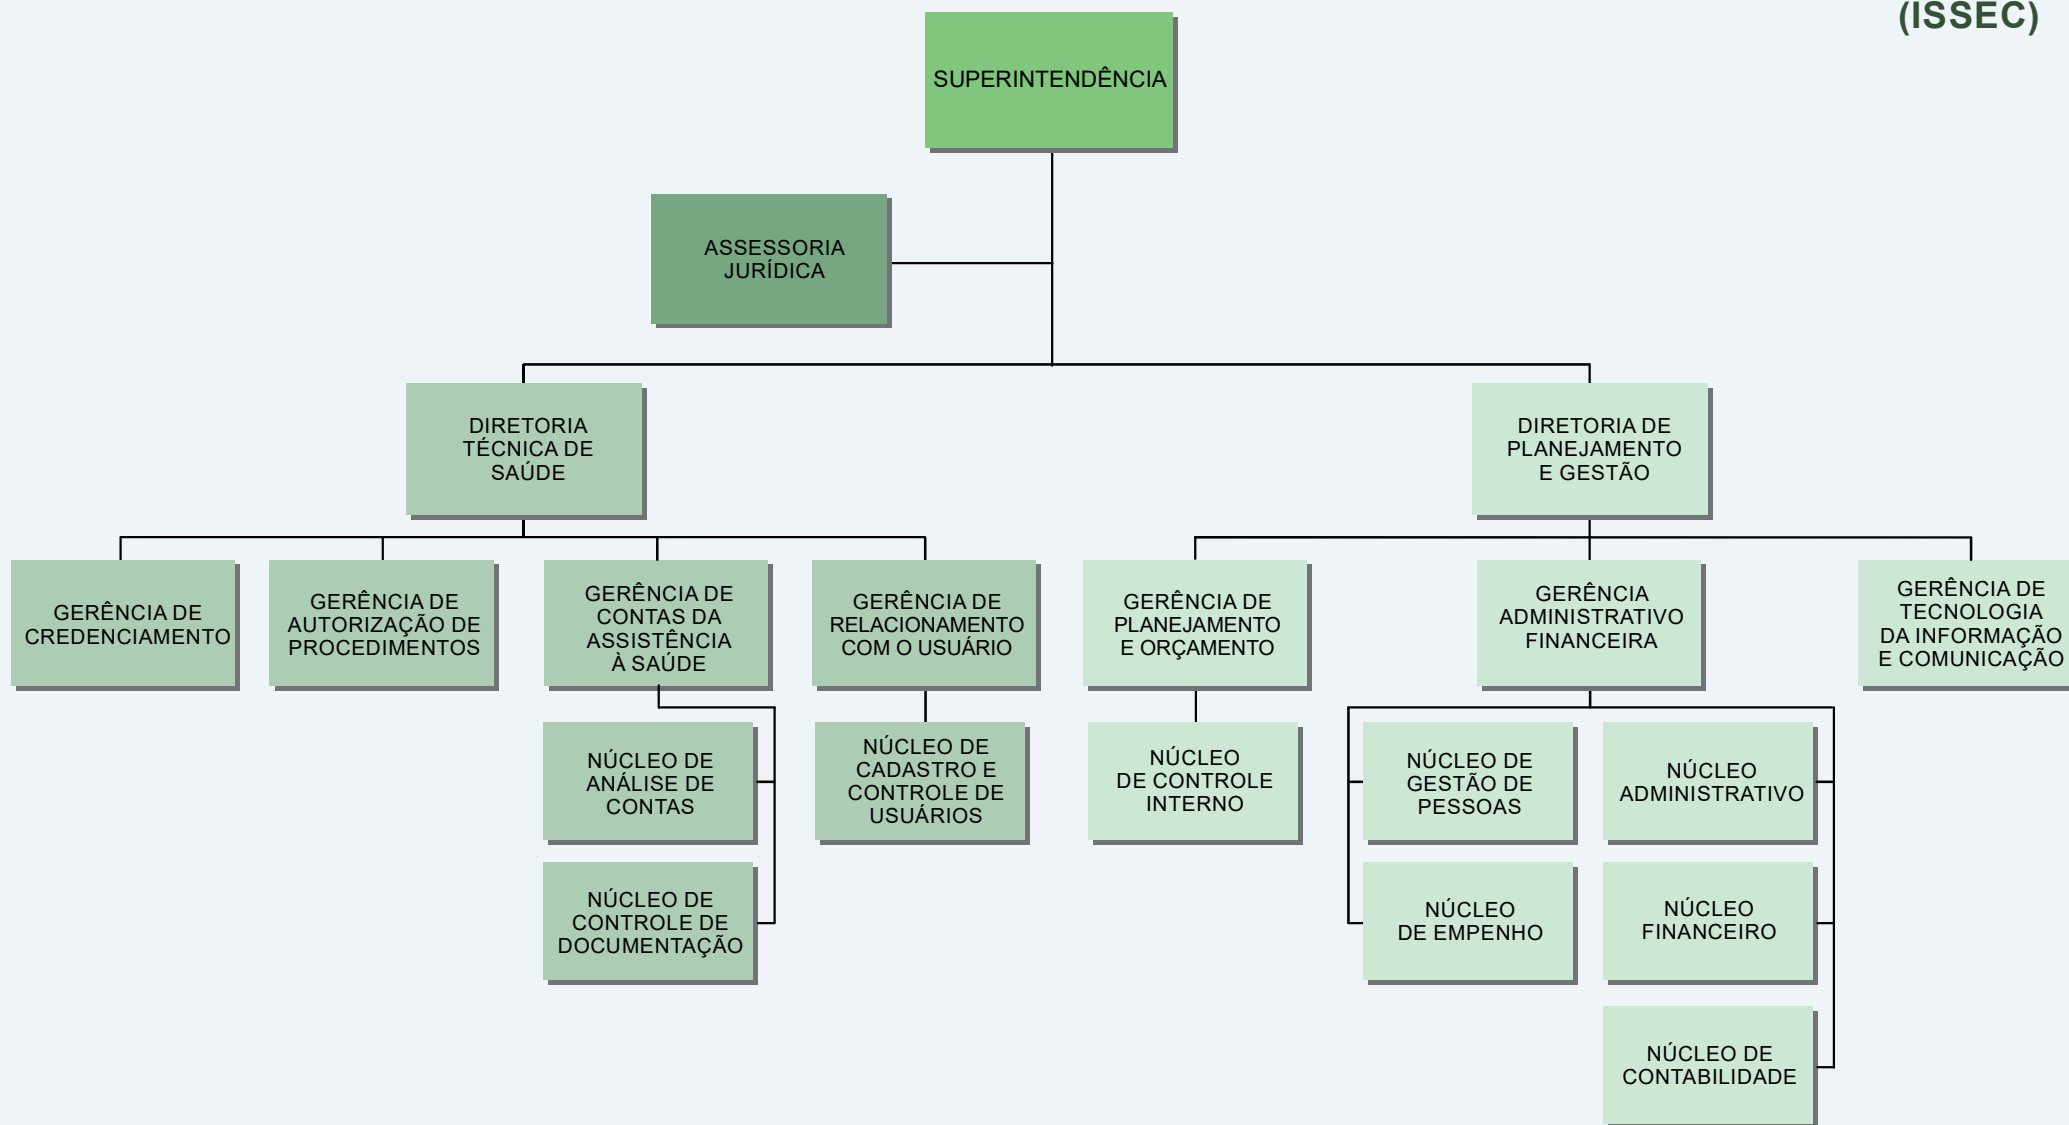 (ISSEC)
SUPERINTENDÊNCIA
ASSESSORIA
JURÍDICA
DIRETORIA
TÉCNICA DE
SAÚDE
DIRETORIA DE
PLANEJAMENTO
E GESTÃO
GERÊNCIA DE
CREDENCIAMENTO
GERÊNCIA DE
AUTORIZAÇÃO DE
PROCEDIMENTOS
GERÊNCIA DE
CONTAS DA
ASSISTÊNCIA
À SAÚDE
GERÊNCIA DE
RELACIONAMENTO
COM O USUÁRIO
GERÊNCIA DE
PLANEJAMENTO
E ORÇAMENTO
GERÊNCIA
ADMINISTRATIVO
FINANCEIRA
GERÊNCIA DE
TECNOLOGIA
DA INFORMAÇÃO
E COMUNICAÇÃO
NÚCLEO DE
ANÁLISE DE
CONTAS
NÚCLEO DE
CADASTRO E
CONTROLE DE
USUÁRIOS
NÚCLEO
DE CONTROLE
INTERNO
NÚCLEO DE
GESTÃO DE
PESSOAS
NÚCLEO
ADMINISTRATIVO
NÚCLEO DE
CONTROLE DE
DOCUMENTAÇÃO
NÚCLEO
DE EMPENHO
NÚCLEO
FINANCEIRO
NÚCLEO DE
CONTABILIDADE